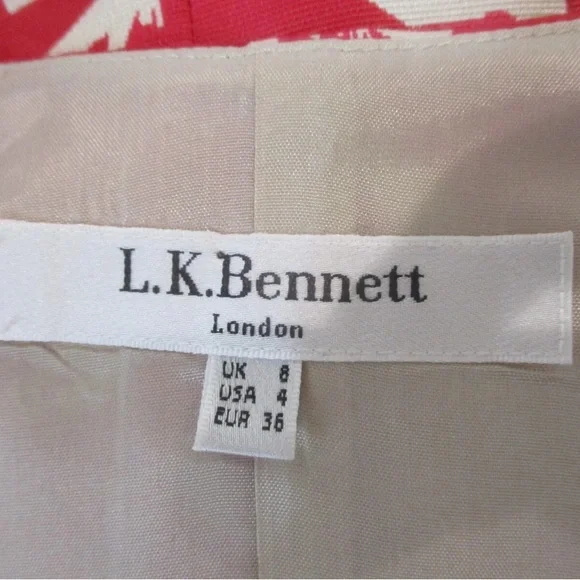 L.K.Bennett
London
UK 8
USA 4
EUR 36